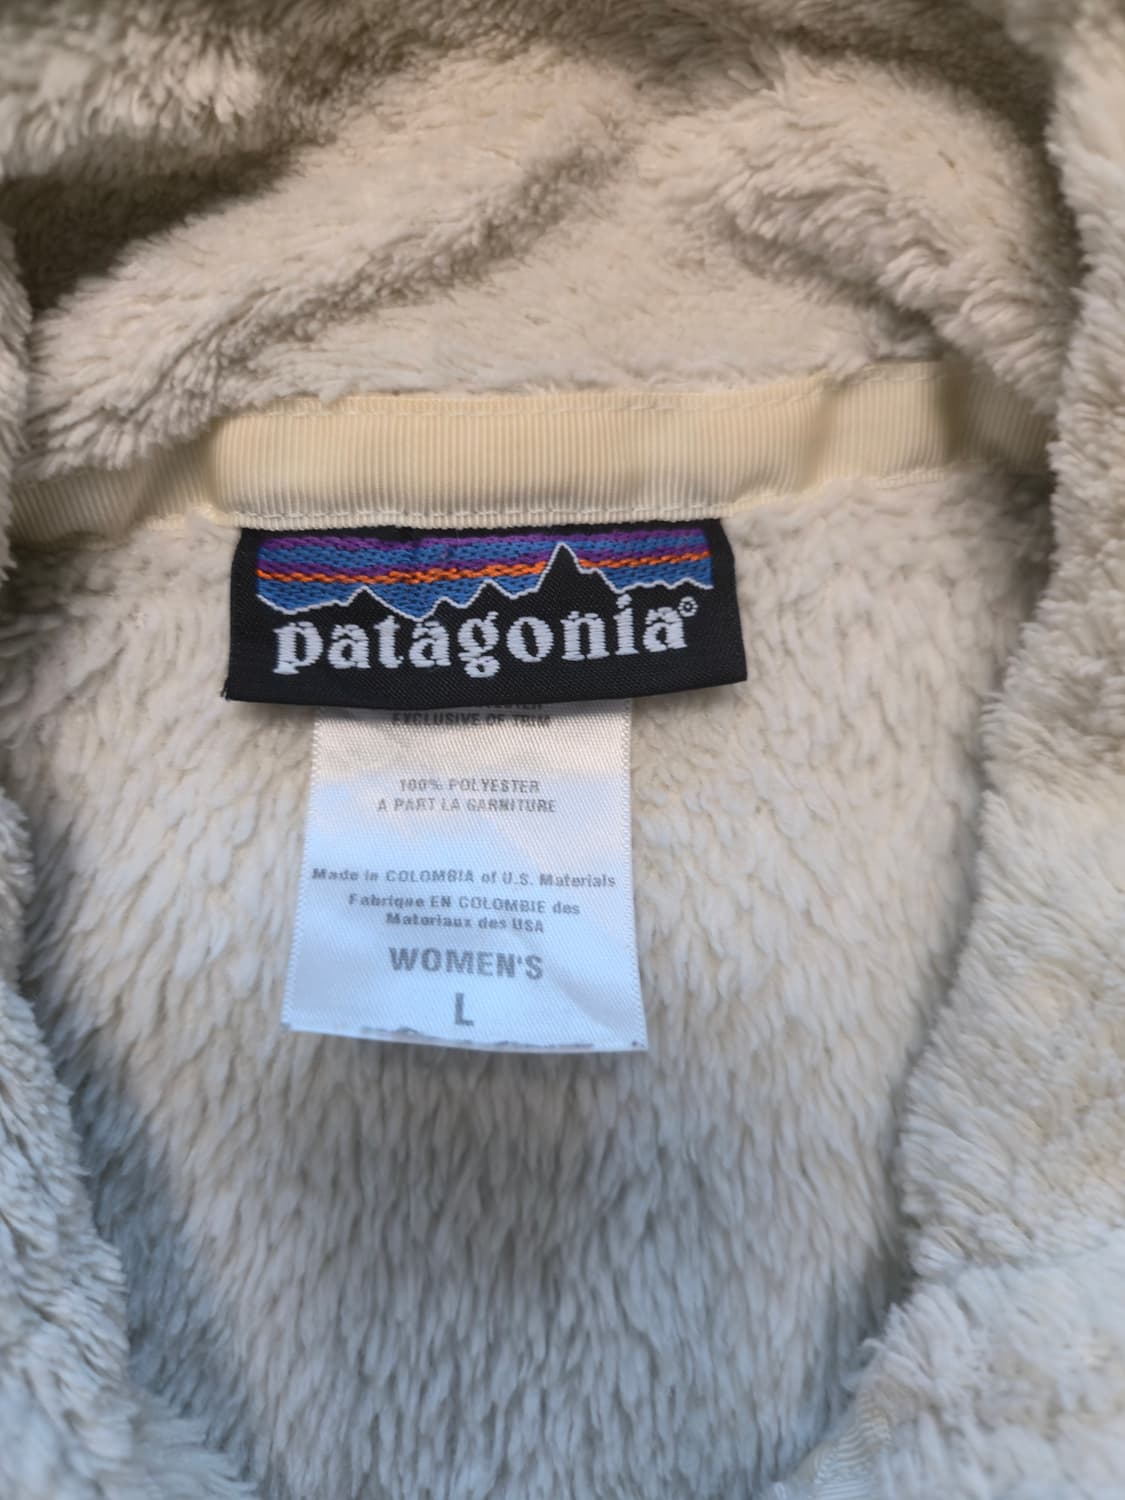 patagonia®
EXCLUSIVE OF TRIM
100% POLYESTER
A PART LA GARNITURE
Made in COLOMBIA of U.S. Materials
Fabrique EN COLOMBIE des
Materiaux des USA
WOMEN'S
L